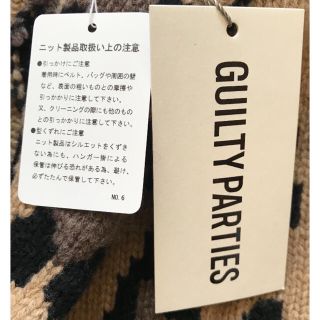 ニット製品取扱い上の注意
●引っかけにご注意
着用時にベルト、バッグや周囲の壁
など、表面の粗いものとの摩擦や
引っかかりに注意して下さい。
又、クリーニングの際にも他のもの
との引っかかりに注意して下さい。
●型くずれにご注意
ニット製品はシルエットをくずさ
ない為にも、ハンガー掛による
保管は伸びる恐れがある為、避け、
必ずたたんで保管して下さい。
NO. 6
GUILTY PARTIES